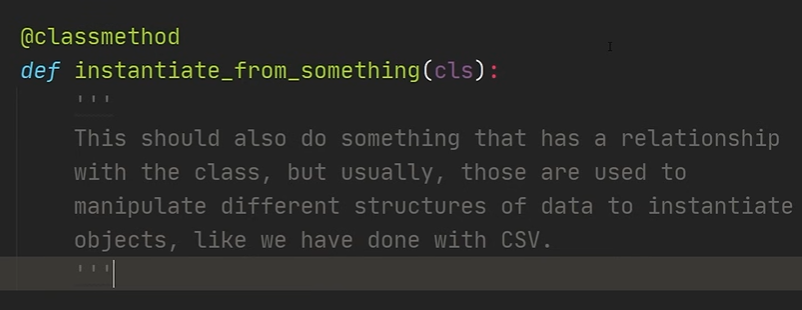 @classmethod
def instantiate_from_something(cls):
'''
This should also do something that has a relationship
with the class, but usually, those are used to
manipulate different structures of data to instantiate
objects, like we have done with CSV.
'''